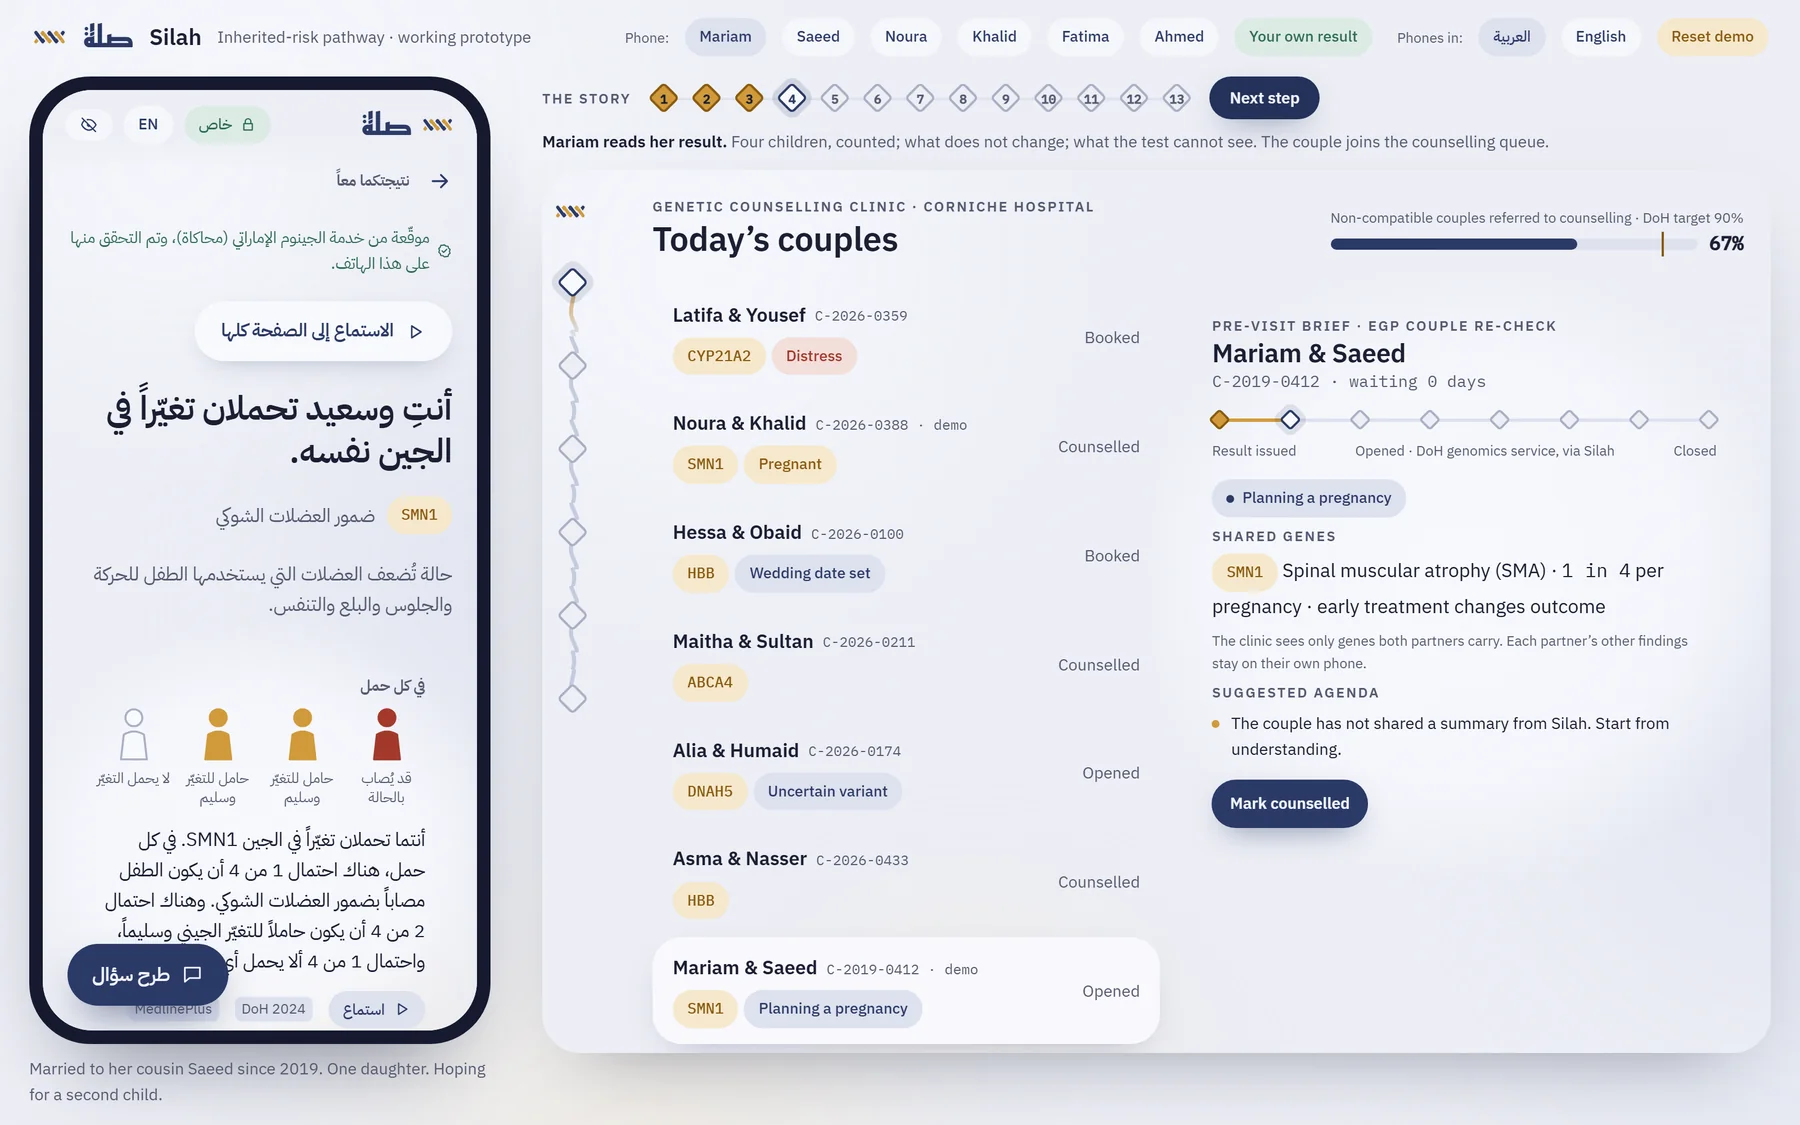 صلة Silah Inherited-risk pathway · working prototype
Phone: Mariam Saeed Noura Khalid Fatima Ahmed Your own result Phones in: العربية English Reset demo
صلة خاص EN
نتيجتكما معاً
موقّعة من خدمة الجينوم الإماراتي (محاكاة)، وتم التحقق منها
على هذا الهاتف.
الاستماع إلى الصفحة كلها
أنتِ وسعيد تحملان تغيّراً في
الجين نفسه.
SMN1 ضمور العضلات الشوكي
حالة تُضعف العضلات التي يستخدمها الطفل للحركة
والجلوس والبلع والتنفس.
في كل حمل
قد يُصاب
بالحالة
حامل للتغيّر
وسليم
حامل للتغيّر
وسليم
لا يحمل التغيّر
أنتما تحملان تغيّراً في الجين SMN1. في كل
حمل، هناك احتمال 1 من 4 أن يكون الطفل
مصاباً بضمور العضلات الشوكي. وهناك احتمال
2 من 4 أن يكون حاملاً للتغيّر الجيني وسليماً،
واحتمال 1 من 4 ألا يحمل أي
طرح سؤال
استماع DoH 2024 MedlinePlus
Married to her cousin Saeed since 2019. One daughter. Hoping
for a second child.
THE STORY 1 2 3 4 5 6 7 8 9 10 11 12 13 Next step
Mariam reads her result. Four children, counted; what does not change; what the test cannot see. The couple joins the counselling queue.
GENETIC COUNSELLING CLINIC · CORNICHE HOSPITAL
Today’s couples
Non-compatible couples referred to counselling · DoH target 90%
67%
Latifa & Yousef C-2026-0359
CYP21A2 Distress
Booked
Noura & Khalid C-2026-0388 · demo
SMN1 Pregnant
Counselled
Hessa & Obaid C-2026-0100
HBB Wedding date set
Booked
Maitha & Sultan C-2026-0211
ABCA4
Counselled
Alia & Humaid C-2026-0174
DNAH5 Uncertain variant
Opened
Asma & Nasser C-2026-0433
HBB
Counselled
Mariam & Saeed C-2019-0412 · demo
SMN1 Planning a pregnancy
Opened
PRE-VISIT BRIEF · EGP COUPLE RE-CHECK
Mariam & Saeed
C-2019-0412 · waiting 0 days
Result issued Opened · DoH genomics service, via Silah Closed
Planning a pregnancy
SHARED GENES
SMN1 Spinal muscular atrophy (SMA) · 1 in 4 per
pregnancy · early treatment changes outcome
The clinic sees only genes both partners carry. Each partner’s other findings
stay on their own phone.
SUGGESTED AGENDA
The couple has not shared a summary from Silah. Start from
understanding.
Mark counselled